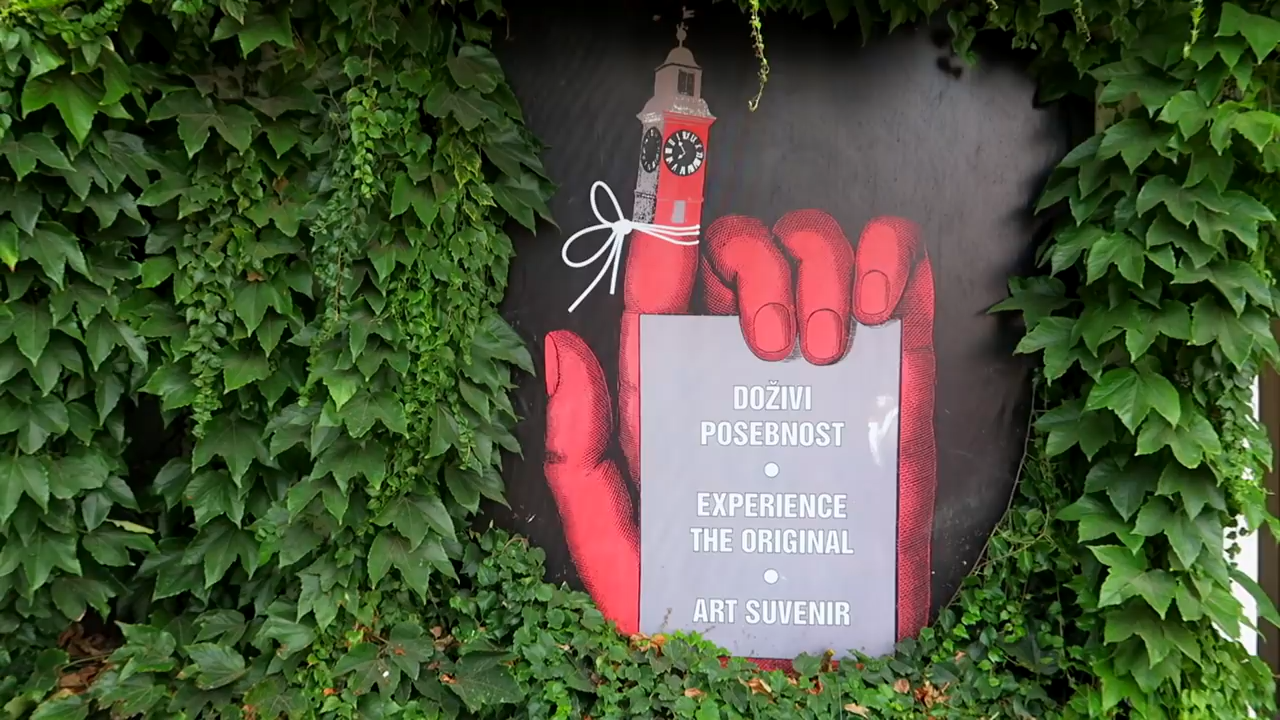 DOŽIVI
POSEBNOST
EXPERIENCE
THE ORIGINAL
ART SUVENIR